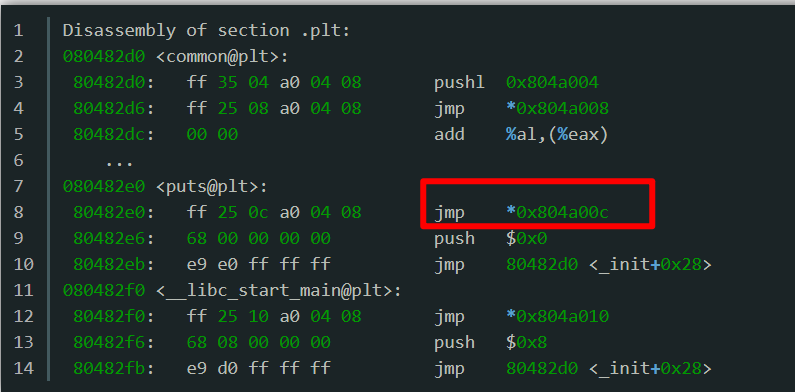 1 Disassembly of section .plt:
2 080482d0 <common@plt>:
3 80482d0: ff 35 04 a0 04 08 pushl 0x804a004
4 80482d6: ff 25 08 a0 04 08 jmp *0x804a008
5 80482dc: 00 00 add %al,(%eax)
6 ...
7 080482e0 <puts@plt>:
8 80482e0: ff 25 0c a0 04 08 jmp *0x804a00c
9 80482e6: 68 00 00 00 00 push $0x0
10 80482eb: e9 e0 ff ff ff jmp 80482d0 <_init+0x28>
11 080482f0 <__libc_start_main@plt>:
12 80482f0: ff 25 10 a0 04 08 jmp *0x804a010
13 80482f6: 68 08 00 00 00 push $0x8
14 80482fb: e9 d0 ff ff ff jmp 80482d0 <_init+0x28>